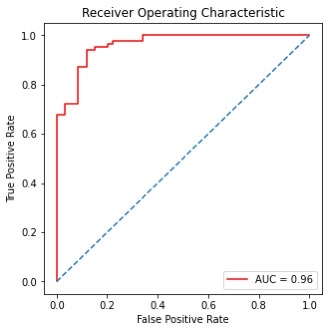 Receiver Operating Characteristic
True Positive Rate
1.0
0.8
0.6
0.4
0.2
0.0
AUC = 0.96
0.0 0.2 0.4 0.6 0.8 1.0
False Positive Rate